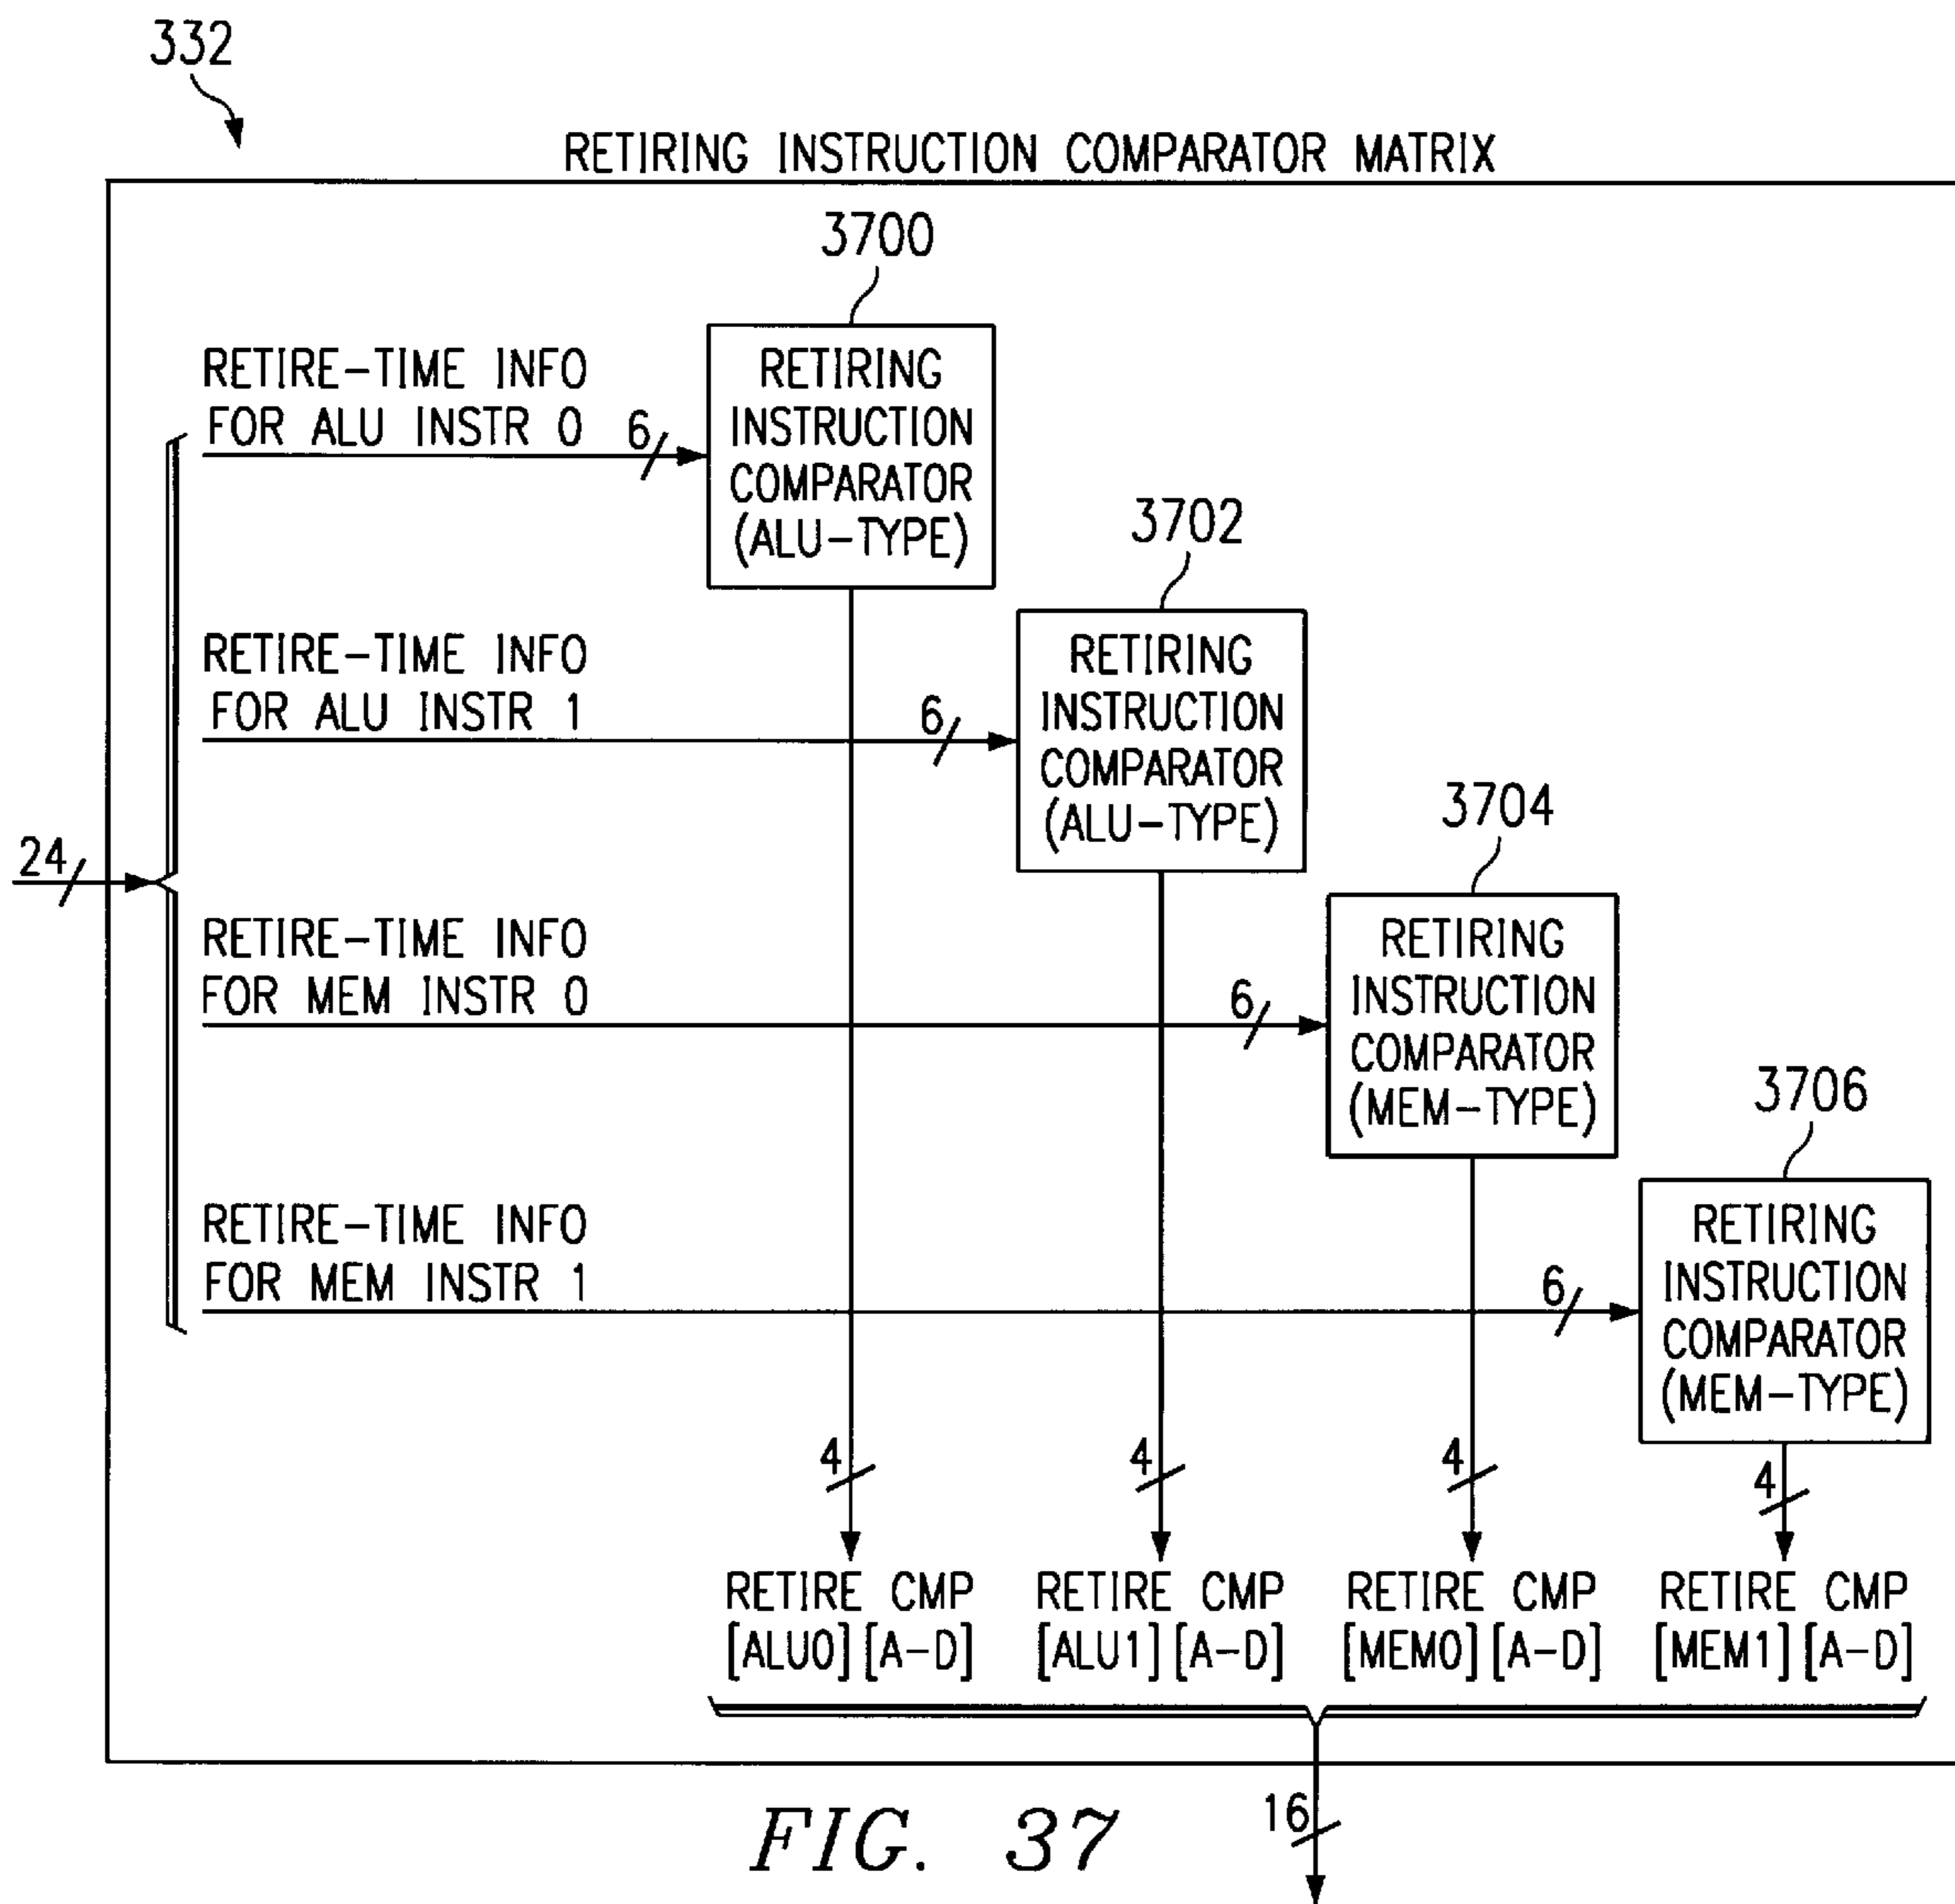 332
RETIRING INSTRUCTION COMPARATOR MATRIX
3700
RETIRE-TIME INFO
FOR ALU INSTR 0
6
RETIRING
INSTRUCTION
COMPARATOR
(ALU-TYPE)
3702
RETIRE-TIME INFO
FOR ALU INSTR 1
6
RETIRING
INSTRUCTION
COMPARATOR
(ALU-TYPE)
24
3704
RETIRE-TIME INFO
FOR MEM INSTR 0
6
RETIRING
INSTRUCTION
COMPARATOR
(MEM-TYPE)
3706
RETIRE-TIME INFO
FOR MEM INSTR 1
6
RETIRING
INSTRUCTION
COMPARATOR
(MEM-TYPE)
4
4
4
4
RETIRE CMP
[ALU0][A-D]
RETIRE CMP
[ALU1][A-D]
RETIRE CMP
[MEM0][A-D]
RETIRE CMP
[MEM1][A-D]
16
FIG. 37